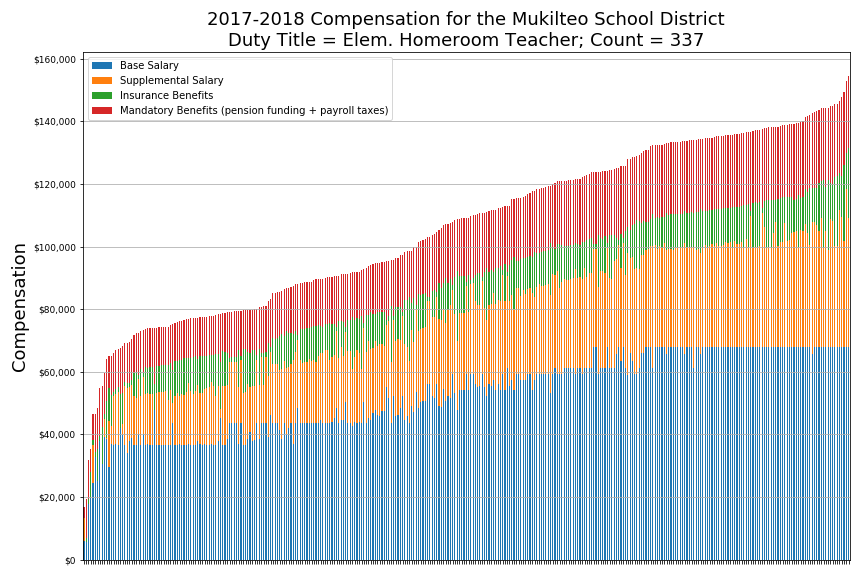 2017-2018 Compensation for the Mukilteo School District
Duty Title = Elem. Homeroom Teacher; Count = 337
Base Salary
Supplemental Salary
Insurance Benefits
Mandatory Benefits (pension funding + payroll taxes)
Compensation
$160,000
$140,000
$120,000
$100,000
$80,000
$60,000
$40,000
$20,000
$0